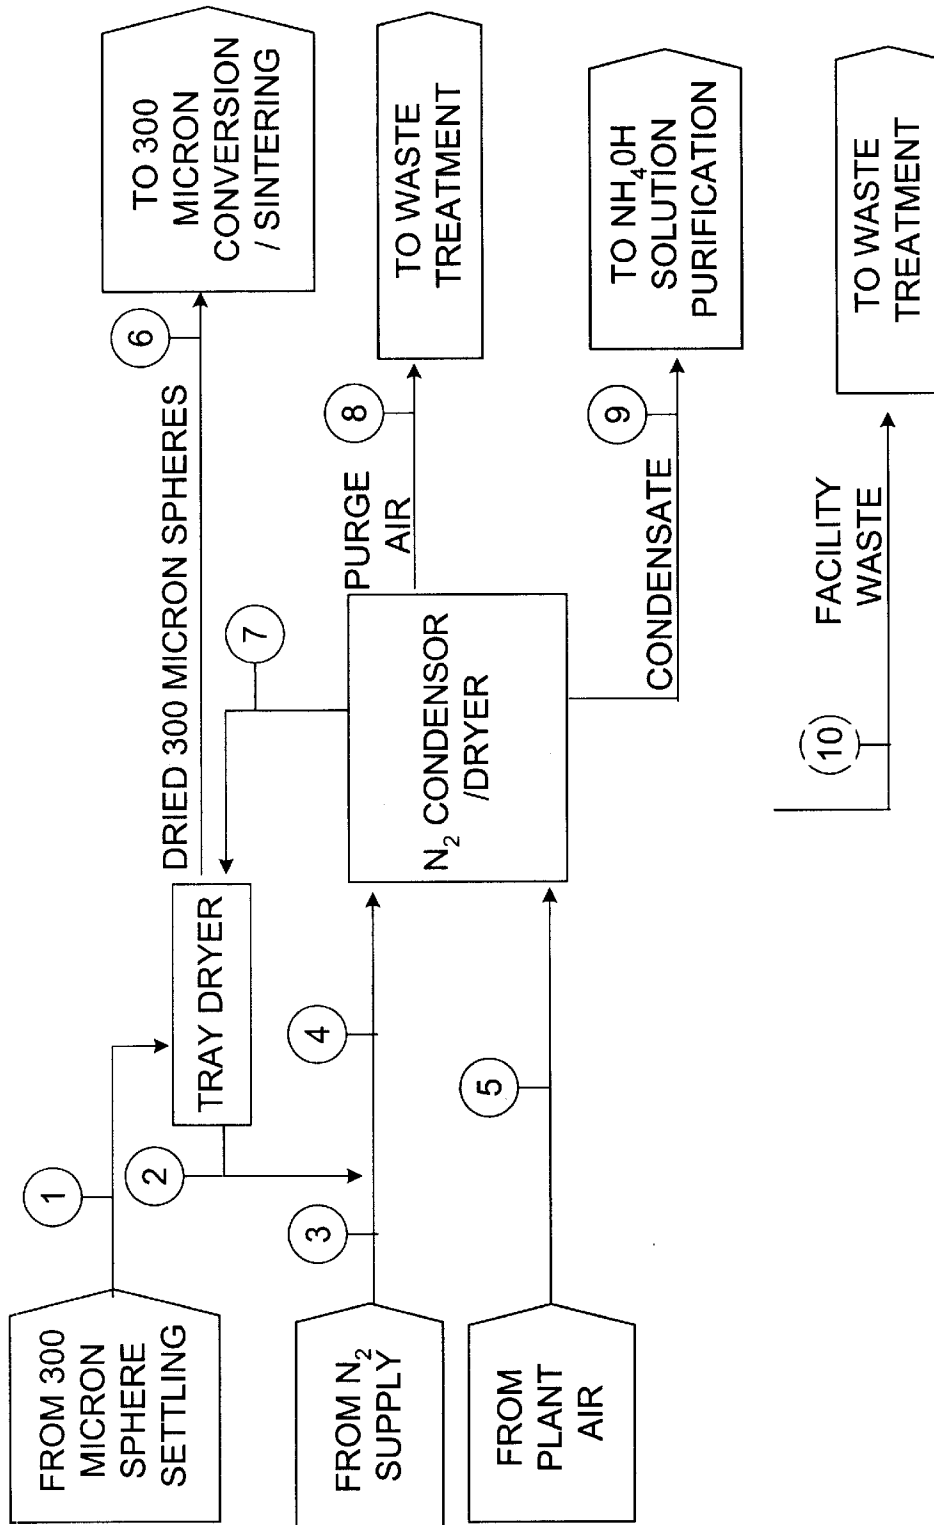 FROM 300
MICRON
SPHERE
SETTLING
1
2
TRAY DRYER
DRIED 300 MICRON SPHERES
6
TO 300
MICRON
CONVERSION
/ SINTERING
7
FROM N₂
SUPPLY
3
4
N₂ CONDENSOR
/DRYER
PURGE
AIR
8
TO WASTE
TREATMENT
FROM
PLANT
AIR
5
CONDENSATE
9
TO NH₄0H
SOLUTION
PURIFICATION
10
FACILITY
WASTE
TO WASTE
TREATMENT